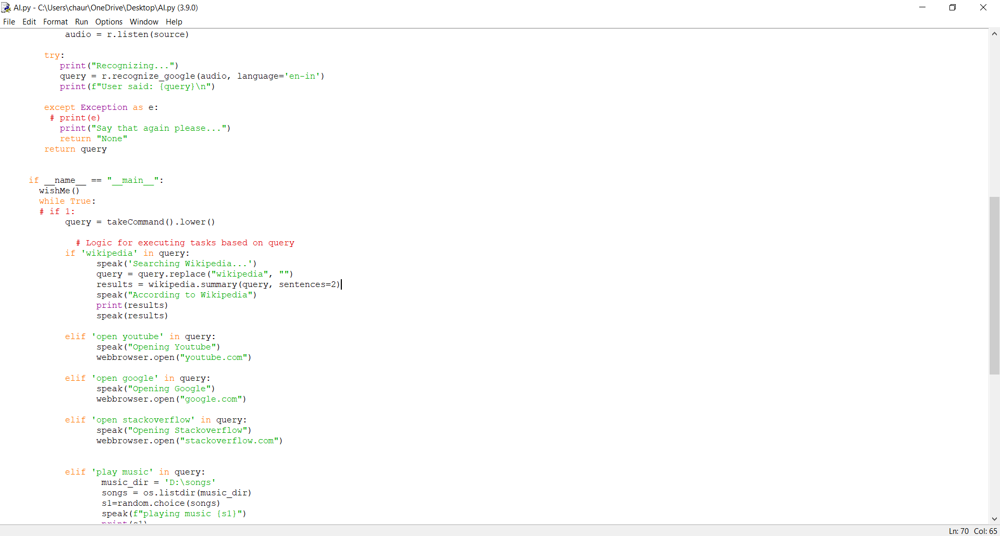 AI.py - C:\Users\chaur\OneDrive\Desktop\AI.py (3.9.0)
File Edit Format Run Options Window Help
audio = r.listen(source)
try:
print("Recognizing...")
query = r.recognize_google(audio, language='en-in')
print(f"User said: {query}\n")
except Exception as e:
# print(e)
print("Say that again please...")
return "None"
return query
if __name__ == "__main__":
wishMe()
while True:
# if 1:
query = takeCommand().lower()
# Logic for executing tasks based on query
if 'wikipedia' in query:
speak('Searching Wikipedia...')
query = query.replace("wikipedia", "")
results = wikipedia.summary(query, sentences=2)
speak("According to Wikipedia")
print(results)
speak(results)
elif 'open youtube' in query:
speak("Opening Youtube")
webbrowser.open("youtube.com")
elif 'open google' in query:
speak("Opening Google")
webbrowser.open("google.com")
elif 'open stackoverflow' in query:
speak("Opening Stackoverflow")
webbrowser.open("stackoverflow.com")
elif 'play music' in query:
music_dir = 'D:\songs'
songs = os.listdir(music_dir)
s1=random.choice(songs)
speak(f"playing music {s1}")
print(s1)
Ln: 70 Col: 65